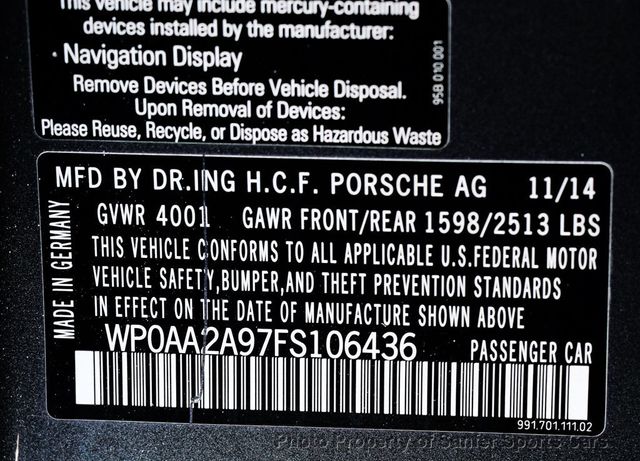 This vehicle may include mercury-containing
devices installed by the manufacturer:
· Navigation Display
Remove Devices Before Vehicle Disposal.
Upon Removal of Devices:
Please Reuse, Recycle, or Dispose as Hazardous Waste
958 010 001
MFD BY DR.ING H.C.F. PORSCHE AG 11/14
GVWR 4001 GAWR FRONT/REAR 1598/2513 LBS
THIS VEHICLE CONFORMS TO ALL APPLICABLE U.S.FEDERAL MOTOR
VEHICLE SAFETY,BUMPER,AND THEFT PREVENTION STANDARDS
IN EFFECT ON THE DATE OF MANUFACTURE SHOWN ABOVE
MADE IN GERMANY
WP0AA2A97FS106436 PASSENGER CAR
991.701.111.02
Photo Property of Sanfer Sports Cars